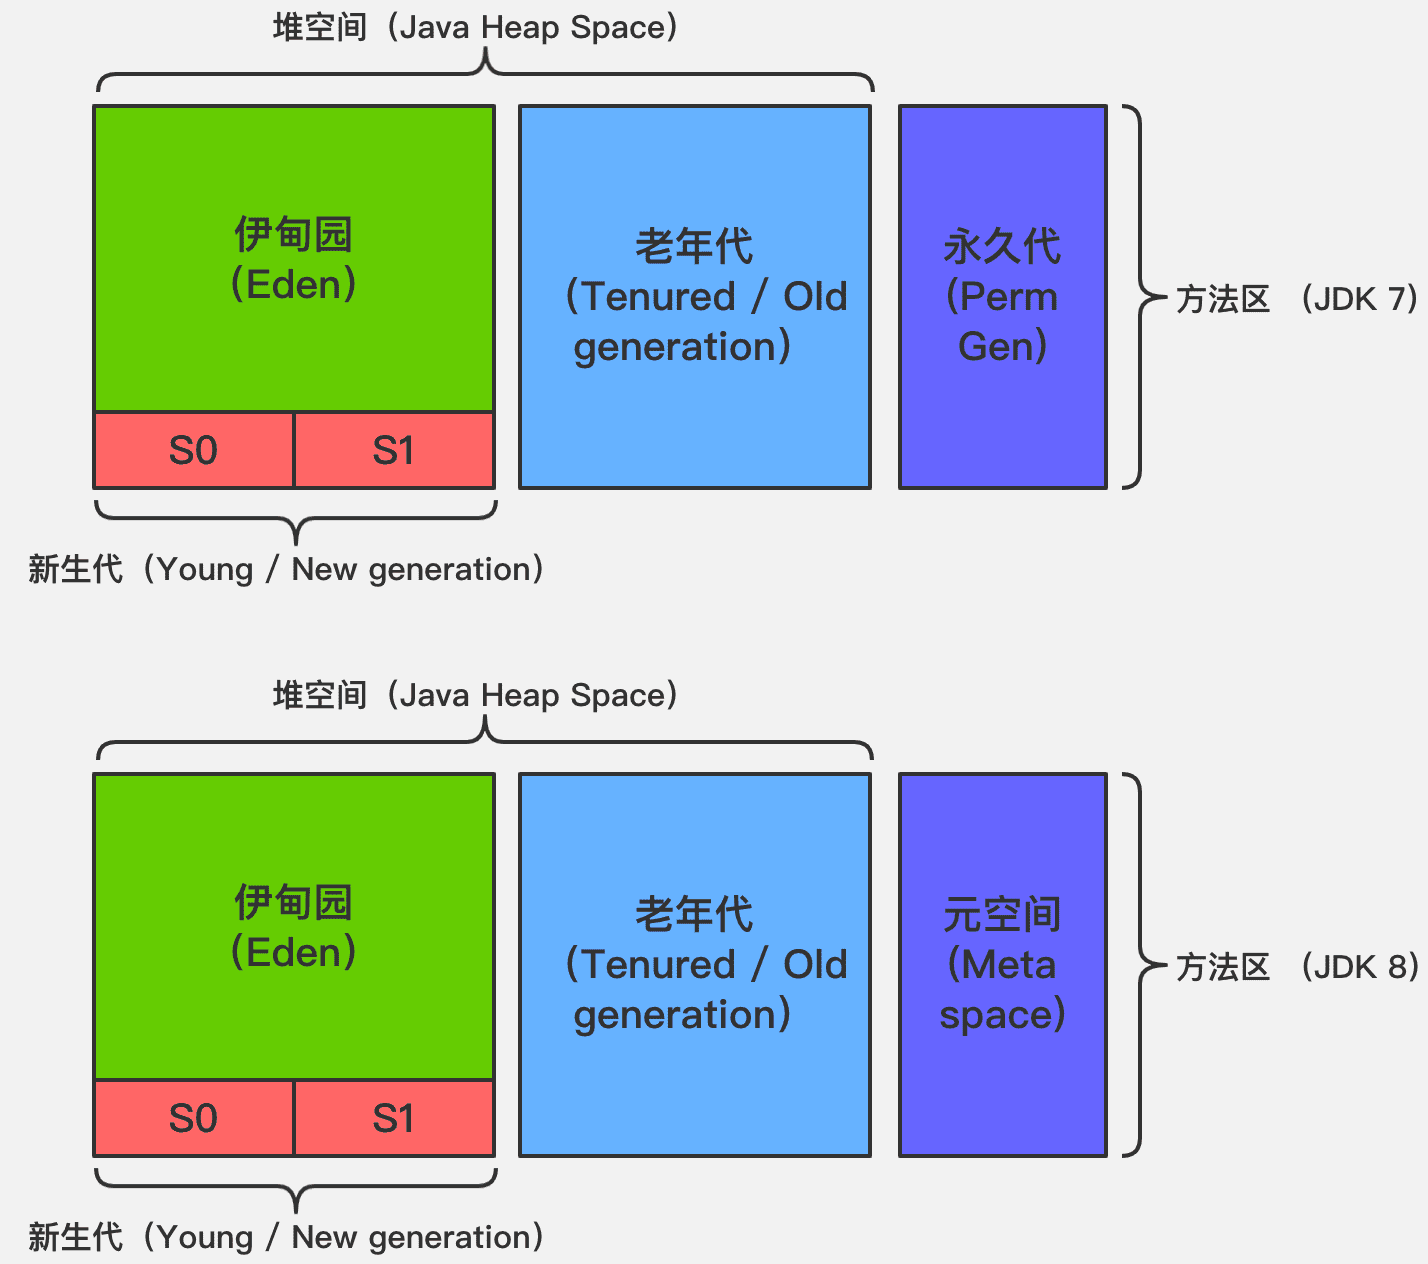 堆空间（Java Heap Space）
伊甸园
（Eden）
老年代
（Tenured / Old
generation）
永久代
（Perm
Gen）
方法区 （JDK 7）
S0
S1
新生代（Young / New generation）
堆空间（Java Heap Space）
伊甸园
（Eden）
老年代
（Tenured / Old
generation）
元空间
（Meta
space）
方法区 （JDK 8）
S0
S1
新生代（Young / New generation）